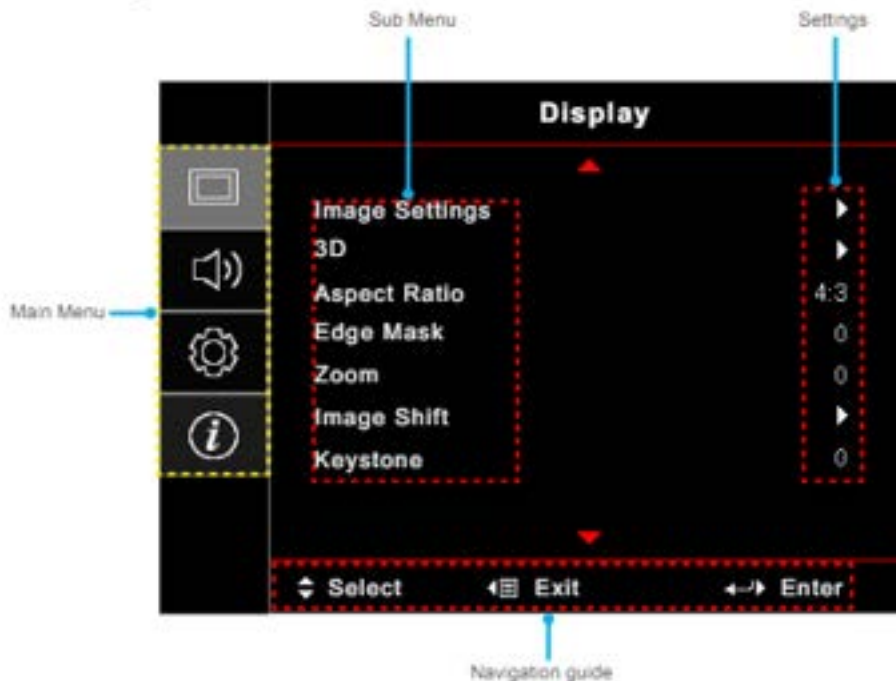 Sub Menu
Settings
Display
Image Settings
3D
Aspect Ratio 4:3
Main Menu
Edge Mask 0
Zoom 0
Image Shift
Keystone 0
Select Exit Enter
Navigation guide